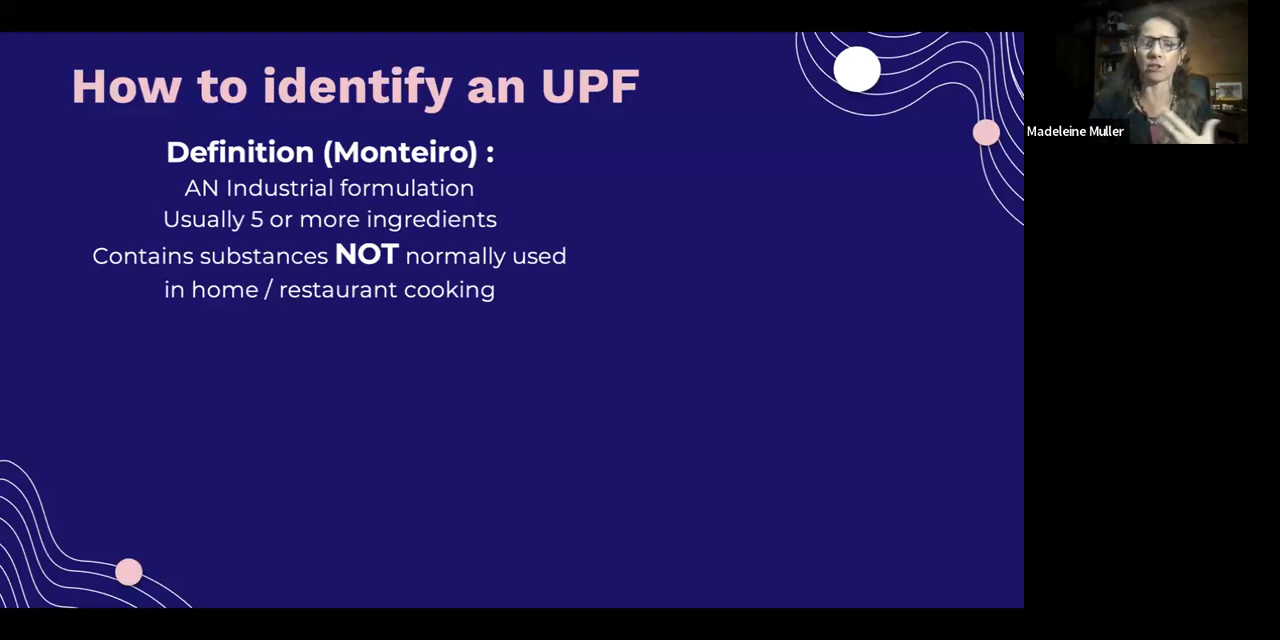 How to identify an UPF
Definition (Monteiro) :
AN Industrial formulation
Usually 5 or more ingredients
Contains substances NOT normally used
in home / restaurant cooking
Madeleine Muller